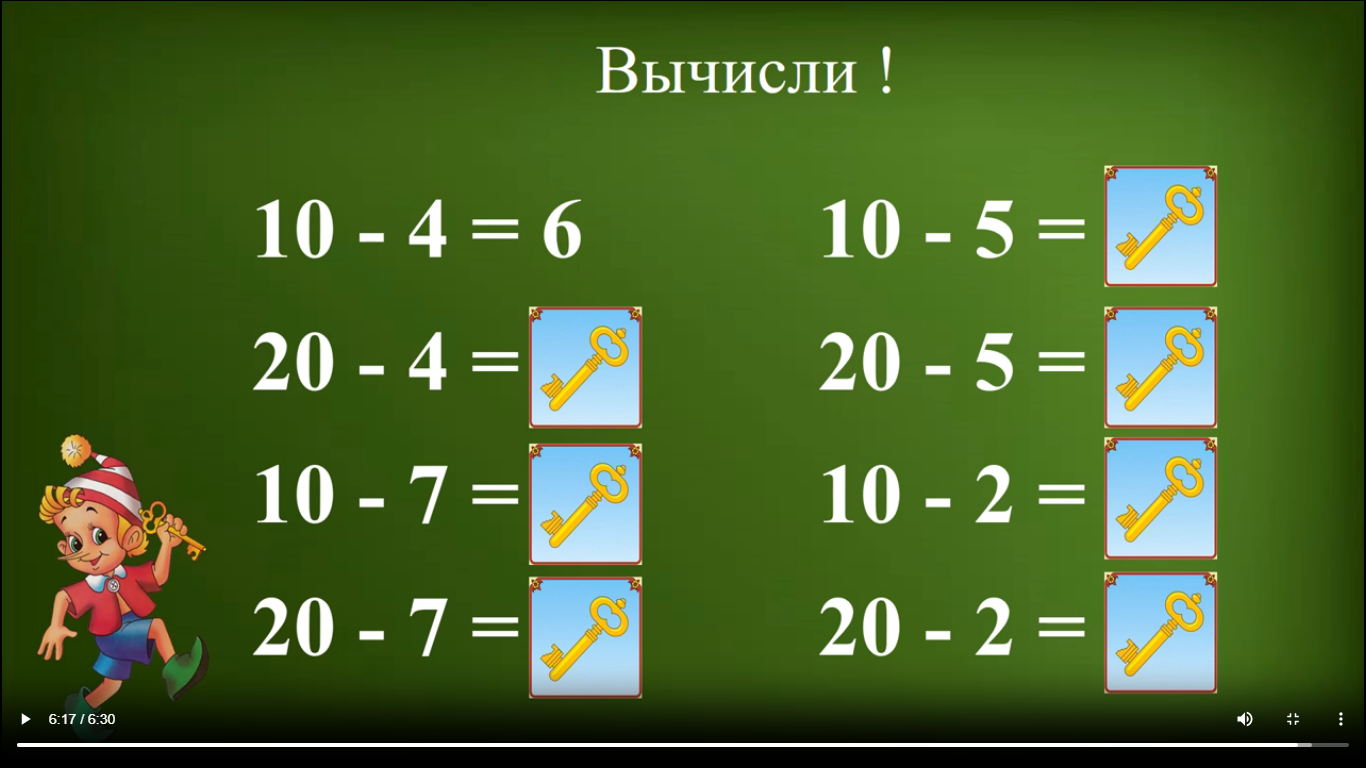 Вычисли !
10 - 4 = 6
20 - 4 =
10 - 7 =
20 - 7 =
10 - 5 =
20 - 5 =
10 - 2 =
20 - 2 =
6:17 / 6:30